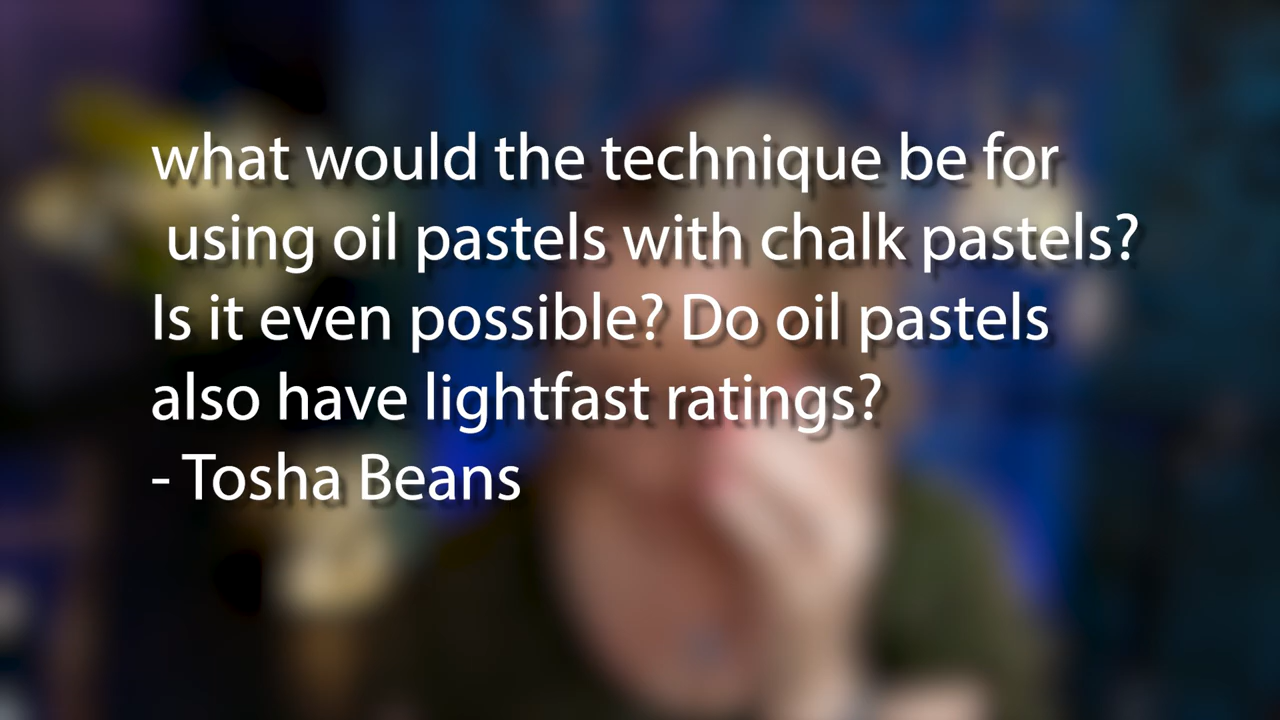 what would the technique be for
using oil pastels with chalk pastels?
Is it even possible? Do oil pastels
also have lightfast ratings?
- Tosha Beans